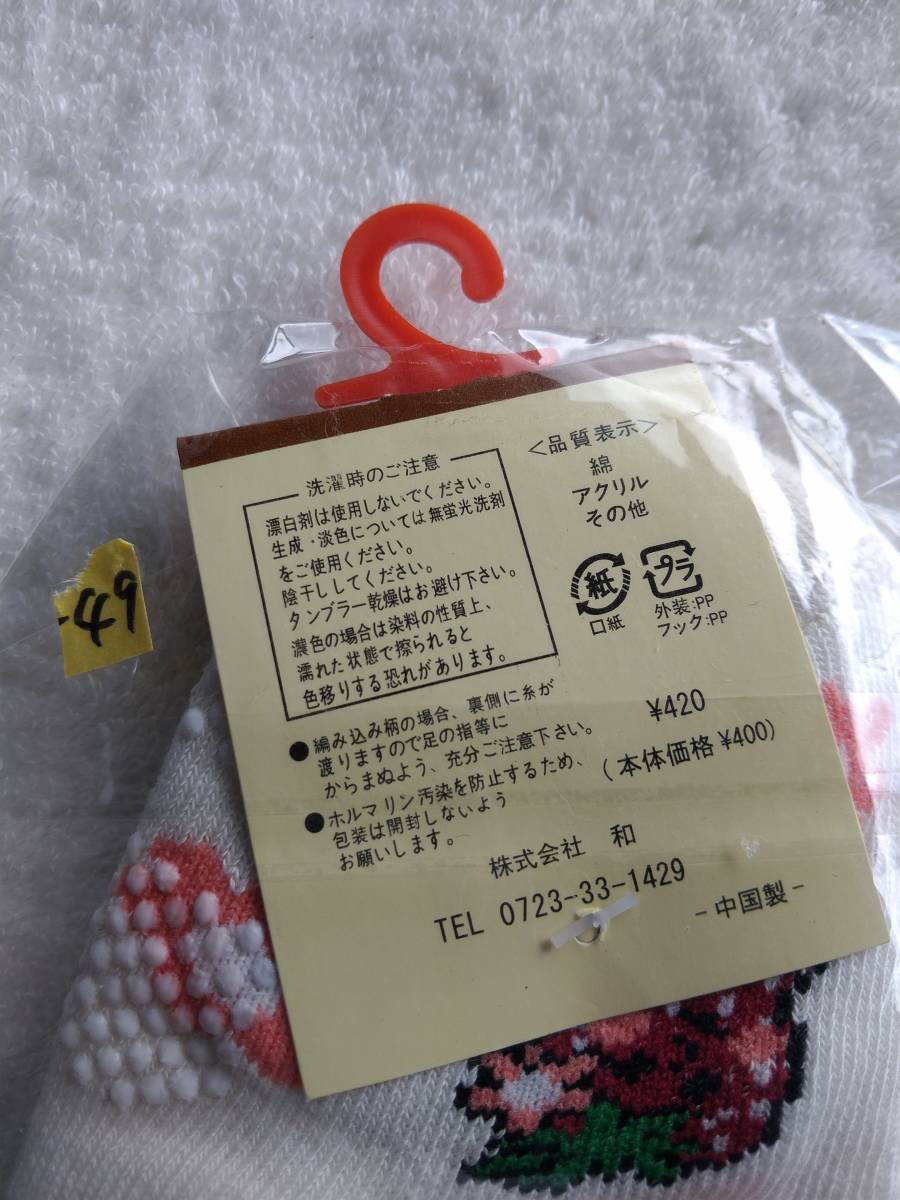 洗濯時のご注意
漂白剤は使用しないでください。
生成・淡色については無蛍光洗剤
をご使用ください。
陰干ししてください。
タンブラー乾燥はお避け下さい。
濃色の場合は染料の性質上、
濡れた状態で擦られると
色移りする恐れがあります。
●編み込み柄の場合、裏側に糸が
渡りますので足の指等に
からまぬよう、充分ご注意下さい。
●ホルマリン汚染を防止するため、
包装は開封しないよう
お願いします。
<品質表示>
綿
アクリル
その他
紙
口紙
プラ
外装:PP
フック:PP
¥420
(本体価格¥400)
株式会社 和
TEL 0723-33-1429
-中国製-
-49